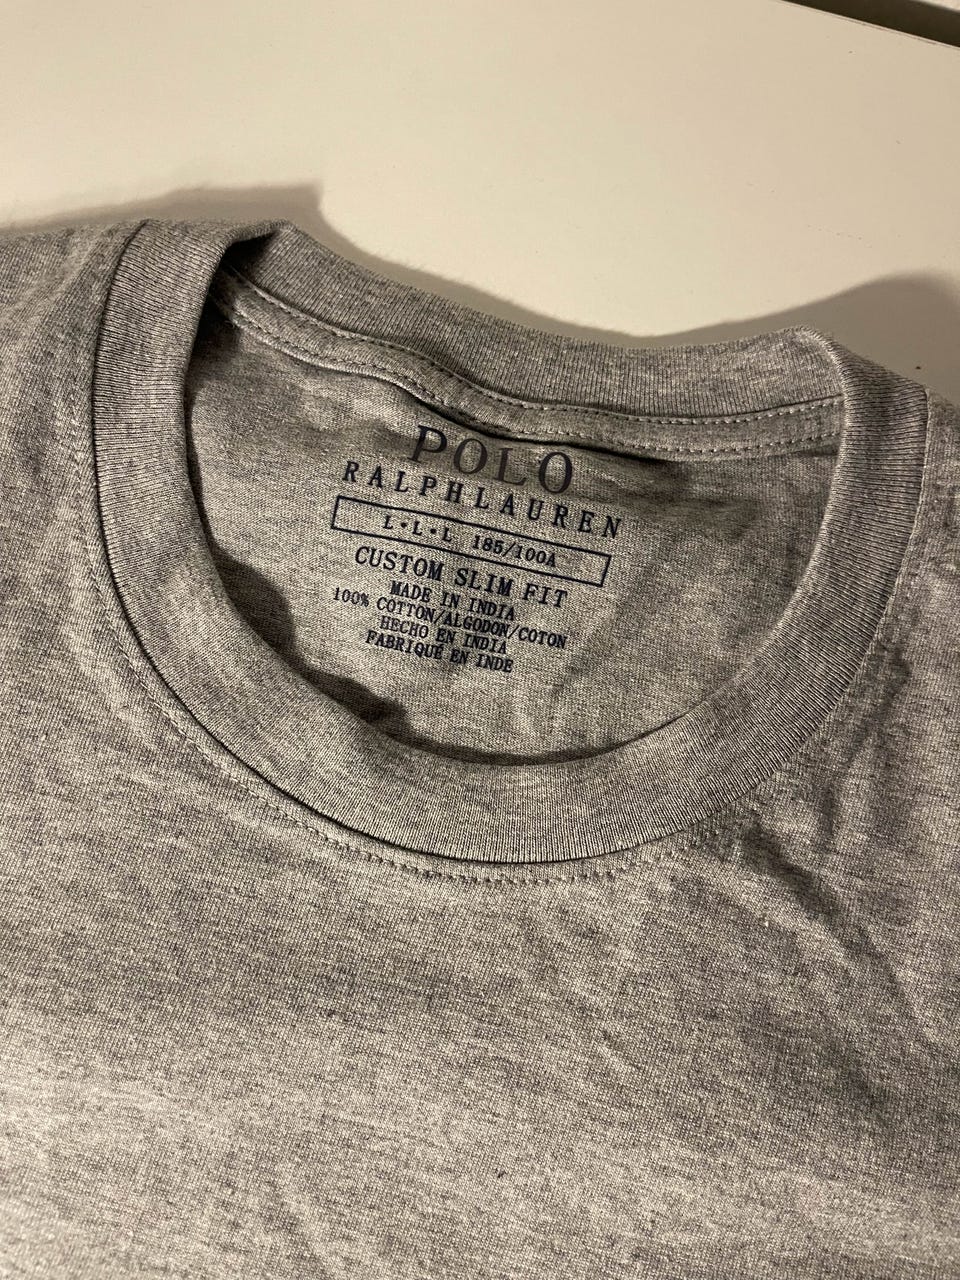 POLO
RALPH LAUREN
L•L•L 185/100A
CUSTOM SLIM FIT
MADE IN INDIA
100% COTTON/ALGODON/COTON
HECHO EN INDIA
FABRIQUÉ EN INDE